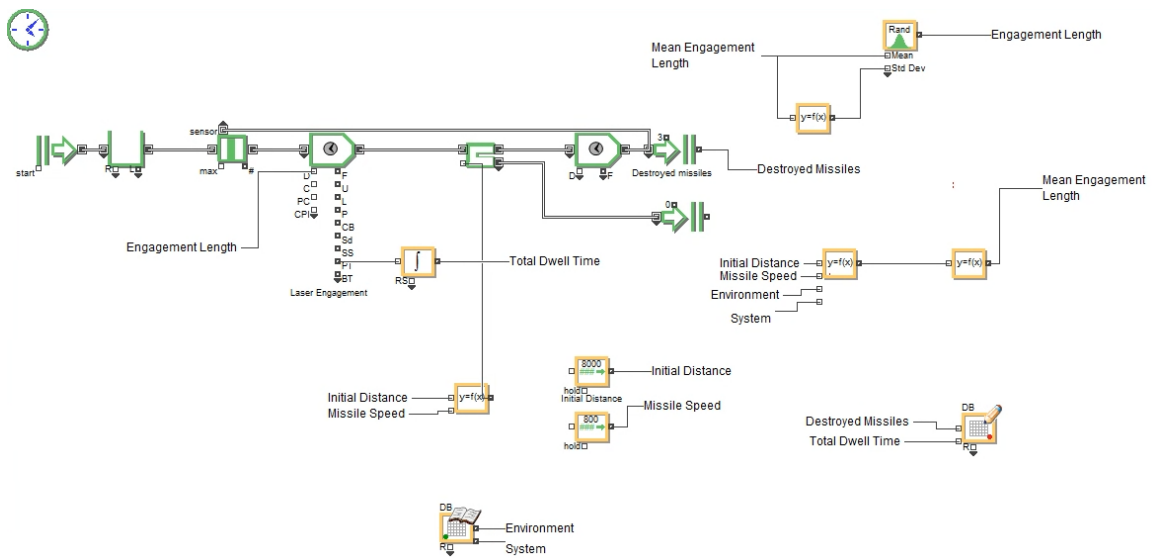 Rand
Engagement Length
Mean Engagement
Length
Mean
Std Dev
y=f(x)
sensor
3
start
R
L
max
#
D
F
Destroyed missiles
Destroyed Missiles
D
F
C
U
PC
L
CPI
P
CB
Sd
SS
PT
BT
0
Mean Engagement
Length
Engagement Length
Laser Engagement
∫
RS
Total Dwell Time
Initial Distance
Missile Speed
Environment
System
y=f(x)
y=f(x)
8000
hold
Initial Distance
Initial Distance
800
hold
Missile Speed
Initial Distance
Missile Speed
y=f(x)
DB
Destroyed Missiles
Total Dwell Time
R
DB
R
Environment
System